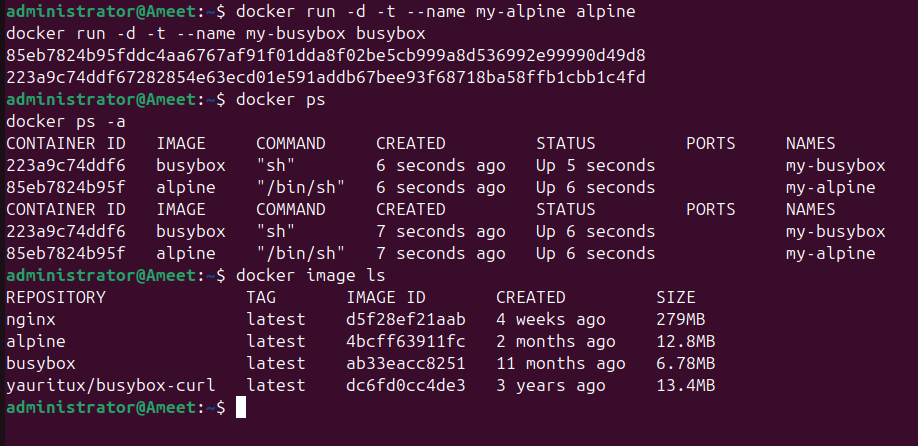 administrator@Ameet:~$ docker run -d -t --name my-alpine alpine
docker run -d -t --name my-busybox busybox
85eb7824b95fddc4aa6767af91f01dda8f02be5cb999a8d536992e99990d49d8
223a9c74ddf67282854e63ecd01e591addb67bee93f68718ba58ffb1cbb1c4fd
administrator@Ameet:~$ docker ps
docker ps -a
CONTAINER ID   IMAGE     COMMAND     CREATED         STATUS         PORTS     NAMES
223a9c74ddf6   busybox   "sh"        6 seconds ago   Up 5 seconds             my-busybox
85eb7824b95f   alpine    "/bin/sh"   6 seconds ago   Up 6 seconds             my-alpine
CONTAINER ID   IMAGE     COMMAND     CREATED         STATUS         PORTS     NAMES
223a9c74ddf6   busybox   "sh"        7 seconds ago   Up 6 seconds             my-busybox
85eb7824b95f   alpine    "/bin/sh"   7 seconds ago   Up 6 seconds             my-alpine
administrator@Ameet:~$ docker image ls
REPOSITORY              TAG       IMAGE ID       CREATED         SIZE
nginx                   latest    d5f28ef21aab   4 weeks ago     279MB
alpine                  latest    4bcff63911fc   2 months ago    12.8MB
busybox                 latest    ab33eacc8251   11 months ago   6.78MB
yauritux/busybox-curl   latest    dc6fd0cc4de3   3 years ago     13.4MB
administrator@Ameet:~$